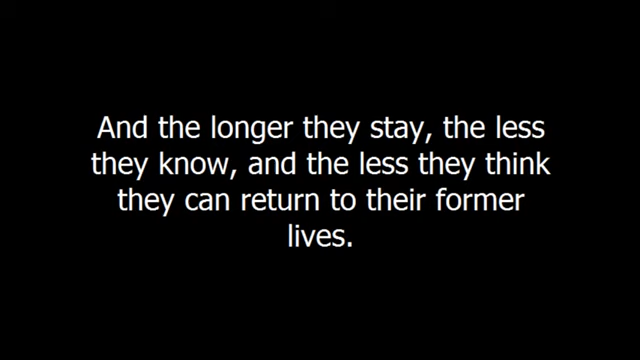 And the longer they stay, the less
they know, and the less they think
they can return to their former
lives.